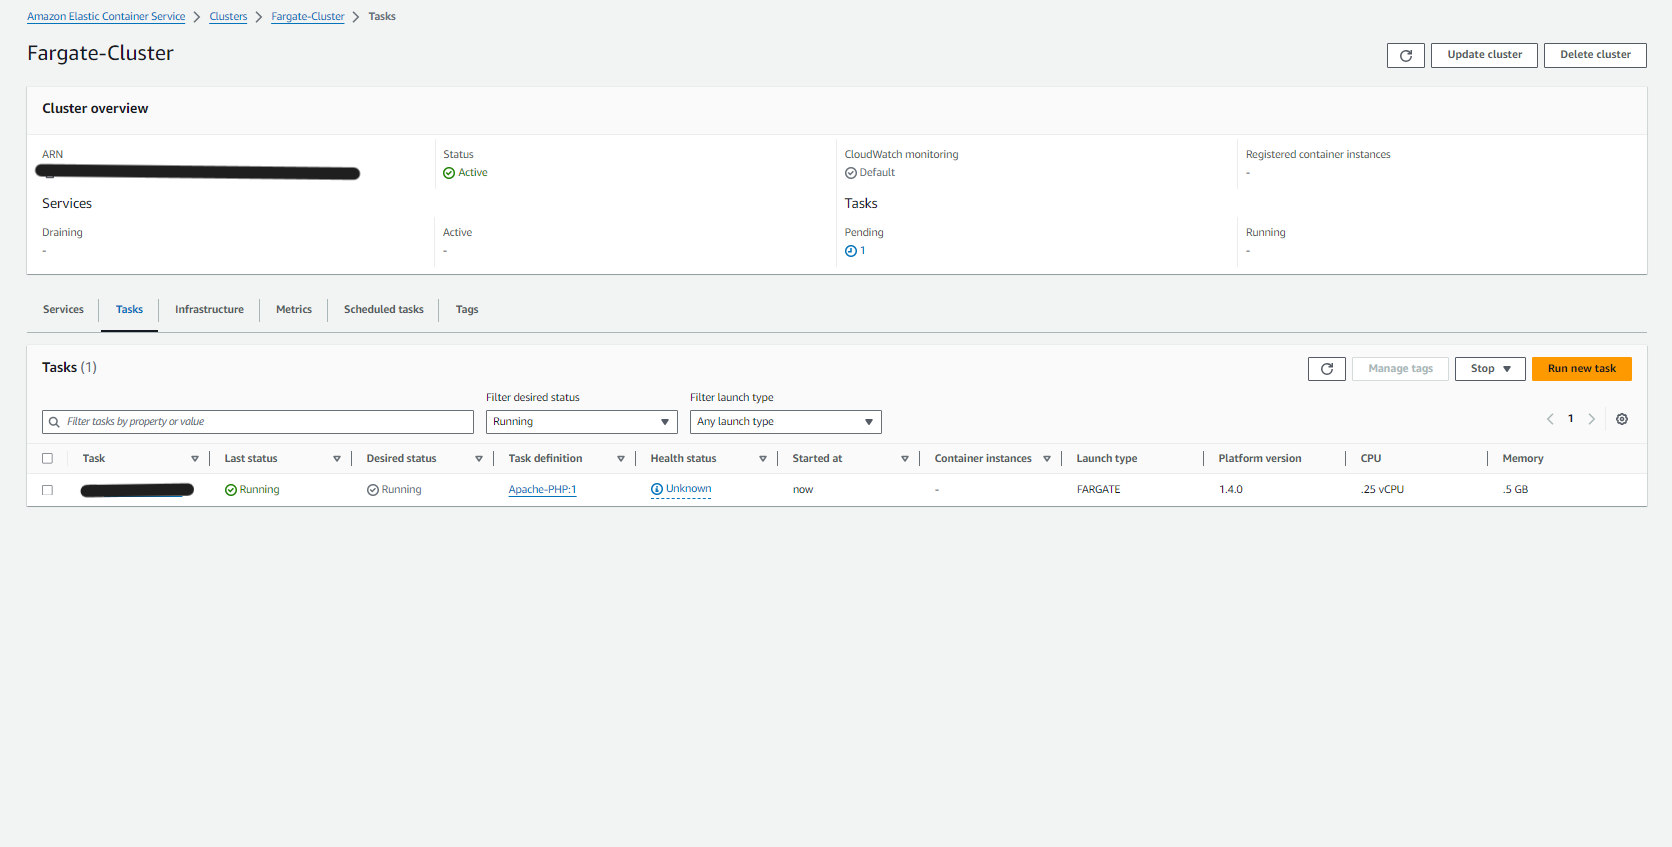 Amazon Elastic Container Service > Clusters > Fargate-Cluster > Tasks
Fargate-Cluster
Update cluster
Delete cluster
Cluster overview
ARN
Status
Active
CloudWatch monitoring
Default
Registered container instances
-
Services
Tasks
Draining
-
Active
-
Pending
1
Running
-
Services
Tasks
Infrastructure
Metrics
Scheduled tasks
Tags
Tasks (1)
Manage tags
Stop
Run new task
Filter desired status
Filter launch type
Filter tasks by property or value
Running
Any launch type
1
Task
Last status
Desired status
Task definition
Health status
Started at
Container instances
Launch type
Platform version
CPU
Memory
Running
Running
Apache-PHP:1
Unknown
now
-
FARGATE
1.4.0
.25 vCPU
.5 GB